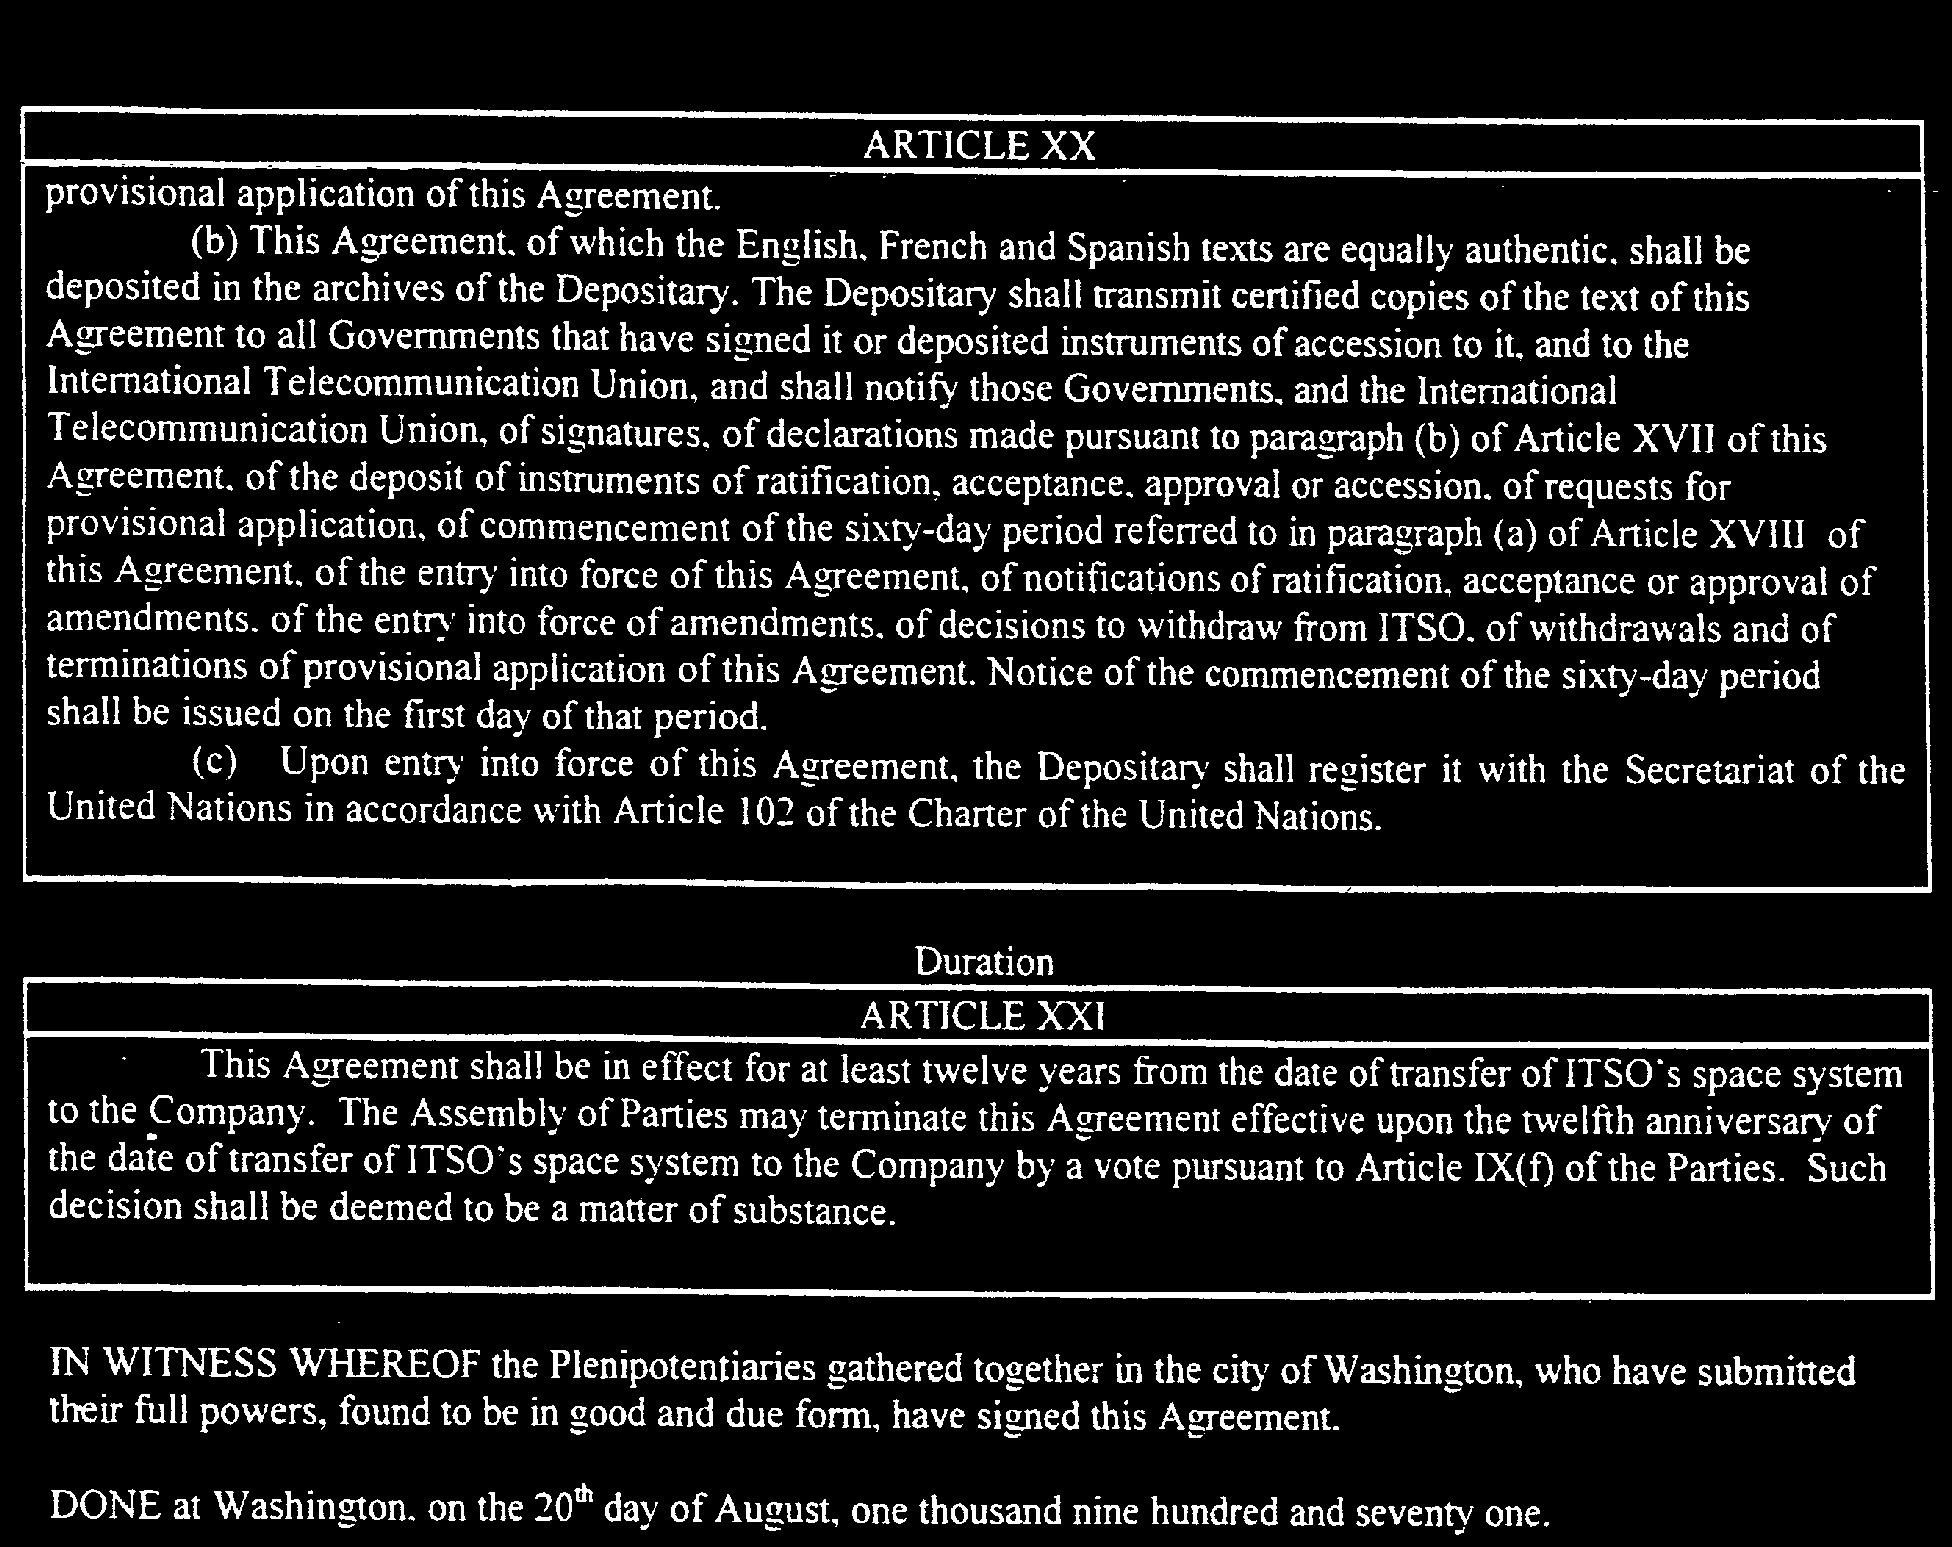 ARTICLE XX
provisional application of this Agreement.
(b) This Agreement, of which the English, French and Spanish texts are equally authentic, shall be
deposited in the archives of the Depositary. The Depositary shall transmit certified copies of the text of this
Agreement to all Governments that have signed it or deposited instruments of accession to it, and to the
International Telecommunication Union, and shall notify those Governments, and the International
Telecommunication Union, of signatures, of declarations made pursuant to paragraph (b) of Article XVII of this
Agreement, of the deposit of instruments of ratification, acceptance, approval or accession, of requests for
provisional application, of commencement of the sixty-day period referred to in paragraph (a) of Article XVIII of
this Agreement, of the entry into force of this Agreement, of notifications of ratification, acceptance or approval of
amendments, of the entry into force of amendments, of decisions to withdraw from ITSO, of withdrawals and of
terminations of provisional application of this Agreement. Notice of the commencement of the sixty-day period
shall be issued on the first day of that period.
(c) Upon entry into force of this Agreement, the Depositary shall register it with the Secretariat of the
United Nations in accordance with Article 102 of the Charter of the United Nations.
Duration
ARTICLE XXI
This Agreement shall be in effect for at least twelve years from the date of transfer of ITSO's space system
to the Company. The Assembly of Parties may terminate this Agreement effective upon the twelfth anniversary of
the date of transfer of ITSO's space system to the Company by a vote pursuant to Article IX(f) of the Parties. Such
decision shall be deemed to be a matter of substance.
IN WITNESS WHEREOF the Plenipotentiaries gathered together in the city of Washington, who have submitted
their full powers, found to be in good and due form, have signed this Agreement.
DONE at Washington, on the 20th day of August, one thousand nine hundred and seventy one.